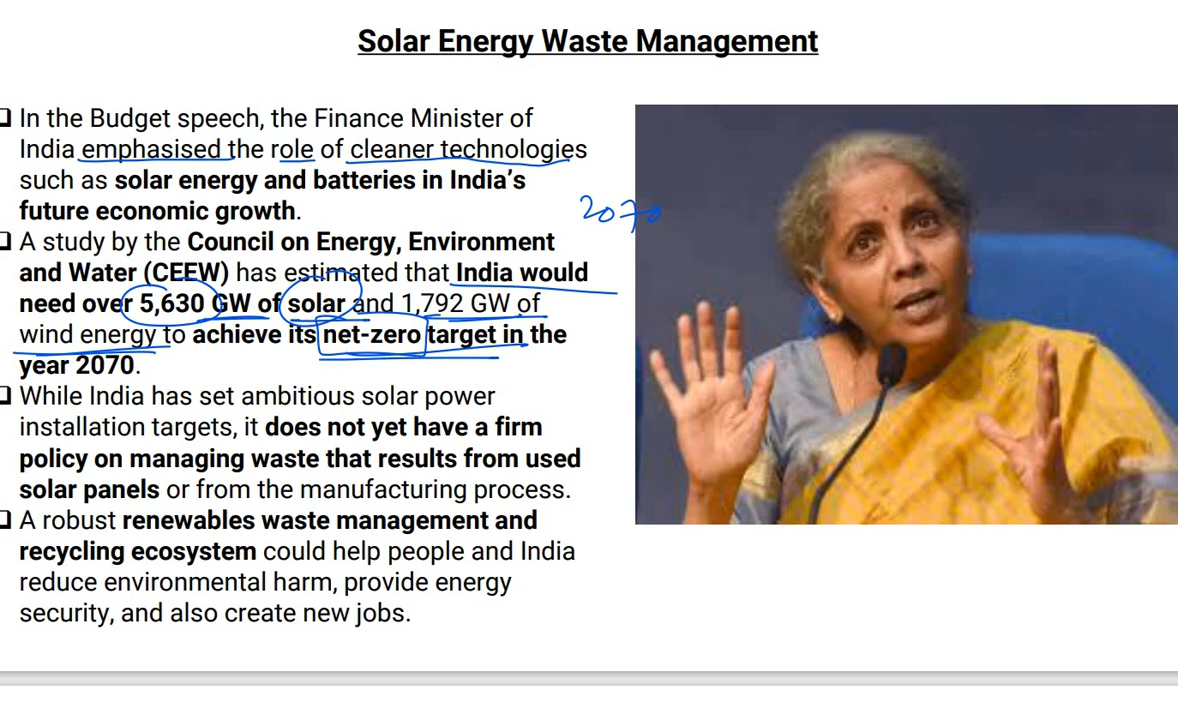 Solar Energy Waste Management
❑ In the Budget speech, the Finance Minister of
India emphasised the role of cleaner technologies
such as solar energy and batteries in India's
future economic growth.
2070
❑ A study by the Council on Energy, Environment
and Water (CEEW) has estimated that India would
need over 5,630 GW of solar and 1,792 GW of
wind energy to achieve its net-zero target in the
year 2070.
❑ While India has set ambitious solar power
installation targets, it does not yet have a firm
policy on managing waste that results from used
solar panels or from the manufacturing process.
❑ A robust renewables waste management and
recycling ecosystem could help people and India
reduce environmental harm, provide energy
security, and also create new jobs.